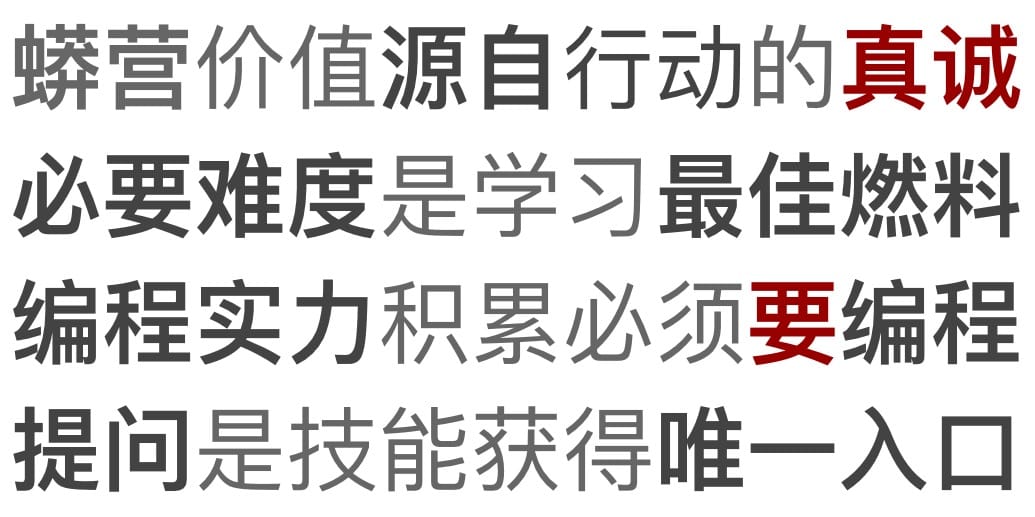 蟒营价值源自行动的真诚
必要难度是学习最佳燃料
编程实力积累必须要编程
提问是技能获得唯一入口